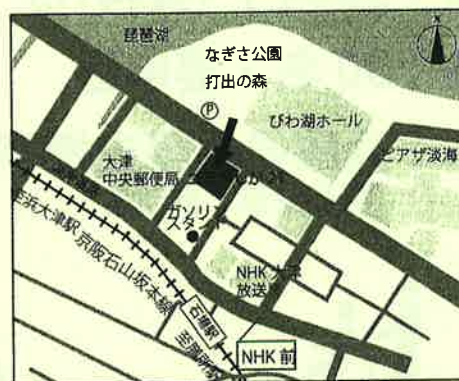 琵琶湖
なぎさ公園
打出の森
P
びわ湖ホール
ピアザ淡海
大津
中央郵便局
ガソリン
スタンド
NHK大津
放送
至浜大津駅
京阪石山坂本線
石場駅
NHK前